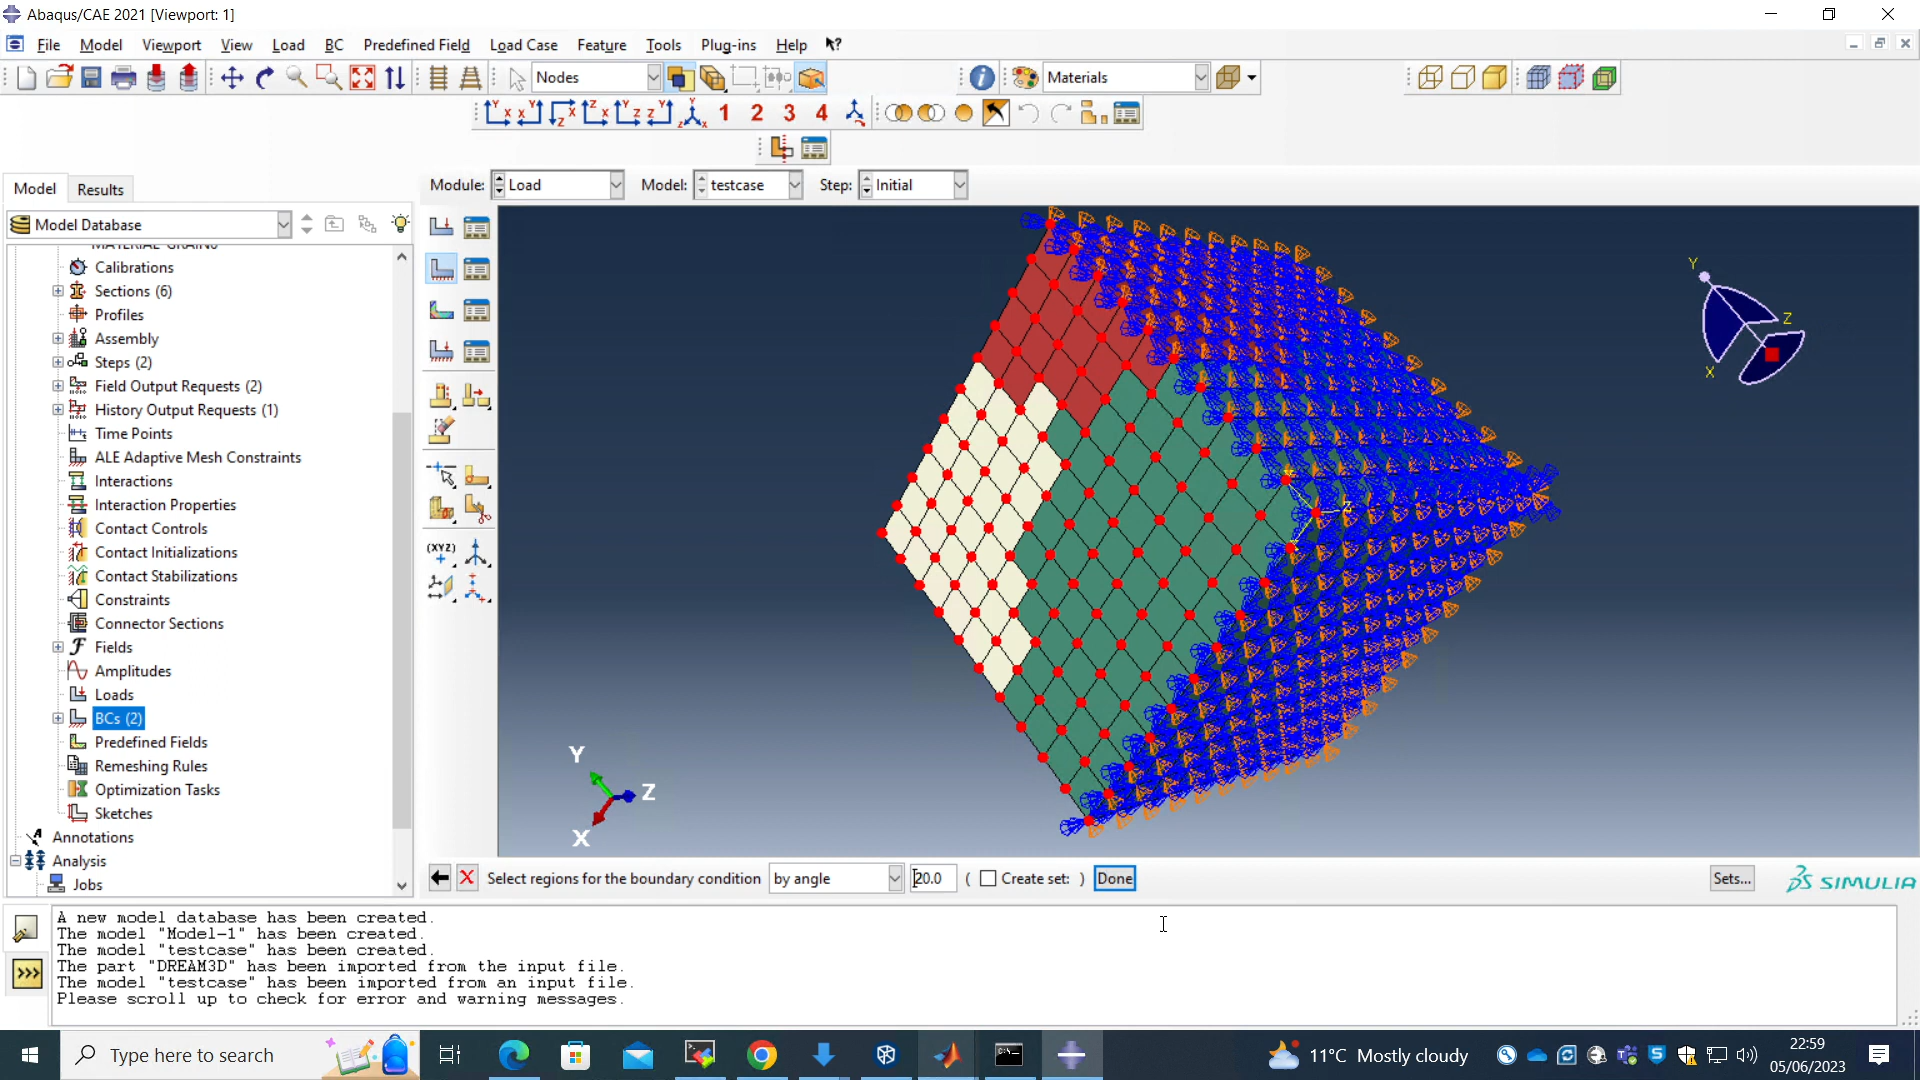 Abaqus/CAE 2021 [Viewport: 1]
File Model Viewport View Load BC Predefined Field Load Case Feature Tools Plug-ins Help
Nodes
Materials
1 2 3 4
Model Results
Module: Load Model: testcase Step: Initial
Model Database
MATERIAL-GRAIN6
Calibrations
Sections (6)
Profiles
Assembly
Steps (2)
Field Output Requests (2)
History Output Requests (1)
Time Points
ALE Adaptive Mesh Constraints
Interactions
Interaction Properties
Contact Controls
Contact Initializations
Contact Stabilizations
Constraints
Connector Sections
Fields
Amplitudes
Loads
BCs (2)
Predefined Fields
Remeshing Rules
Optimization Tasks
Sketches
Annotations
Analysis
Jobs
(XYZ)
Y
Z
X
Z
Y
Z
X
Select regions for the boundary condition by angle 20.0 ( Create set: ) Done Sets...
SIMULIA
A new model database has been created.
The model "Model-1" has been created.
The model "testcase" has been created.
The part "DREAM3D" has been imported from the input file.
The model "testcase" has been imported from an input file.
Please scroll up to check for error and warning messages.
Type here to search
11°C Mostly cloudy
22:59
05/06/2023